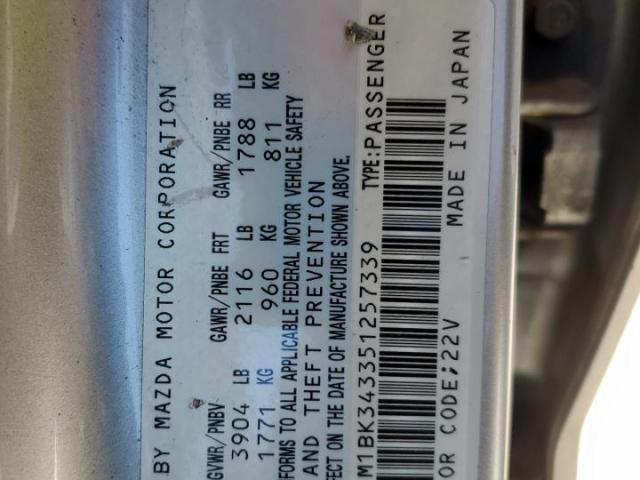 BY MAZDA MOTOR CORPORATION
GVWR/PNBV GAWR/PNBE FRT GAWR/PNBE RR
3904 LB 2116 LB 1788 LB
1771 KG 960 KG 811 KG
FORMS TO ALL APPLICABLE FEDERAL MOTOR VEHICLE SAFETY
AND THEFT PREVENTION
FECT ON THE DATE OF MANUFACTURE SHOWN ABOVE.
M1BK343351257339 TYPE:PASSENGER
OR CODE;22V MADE IN JAPAN